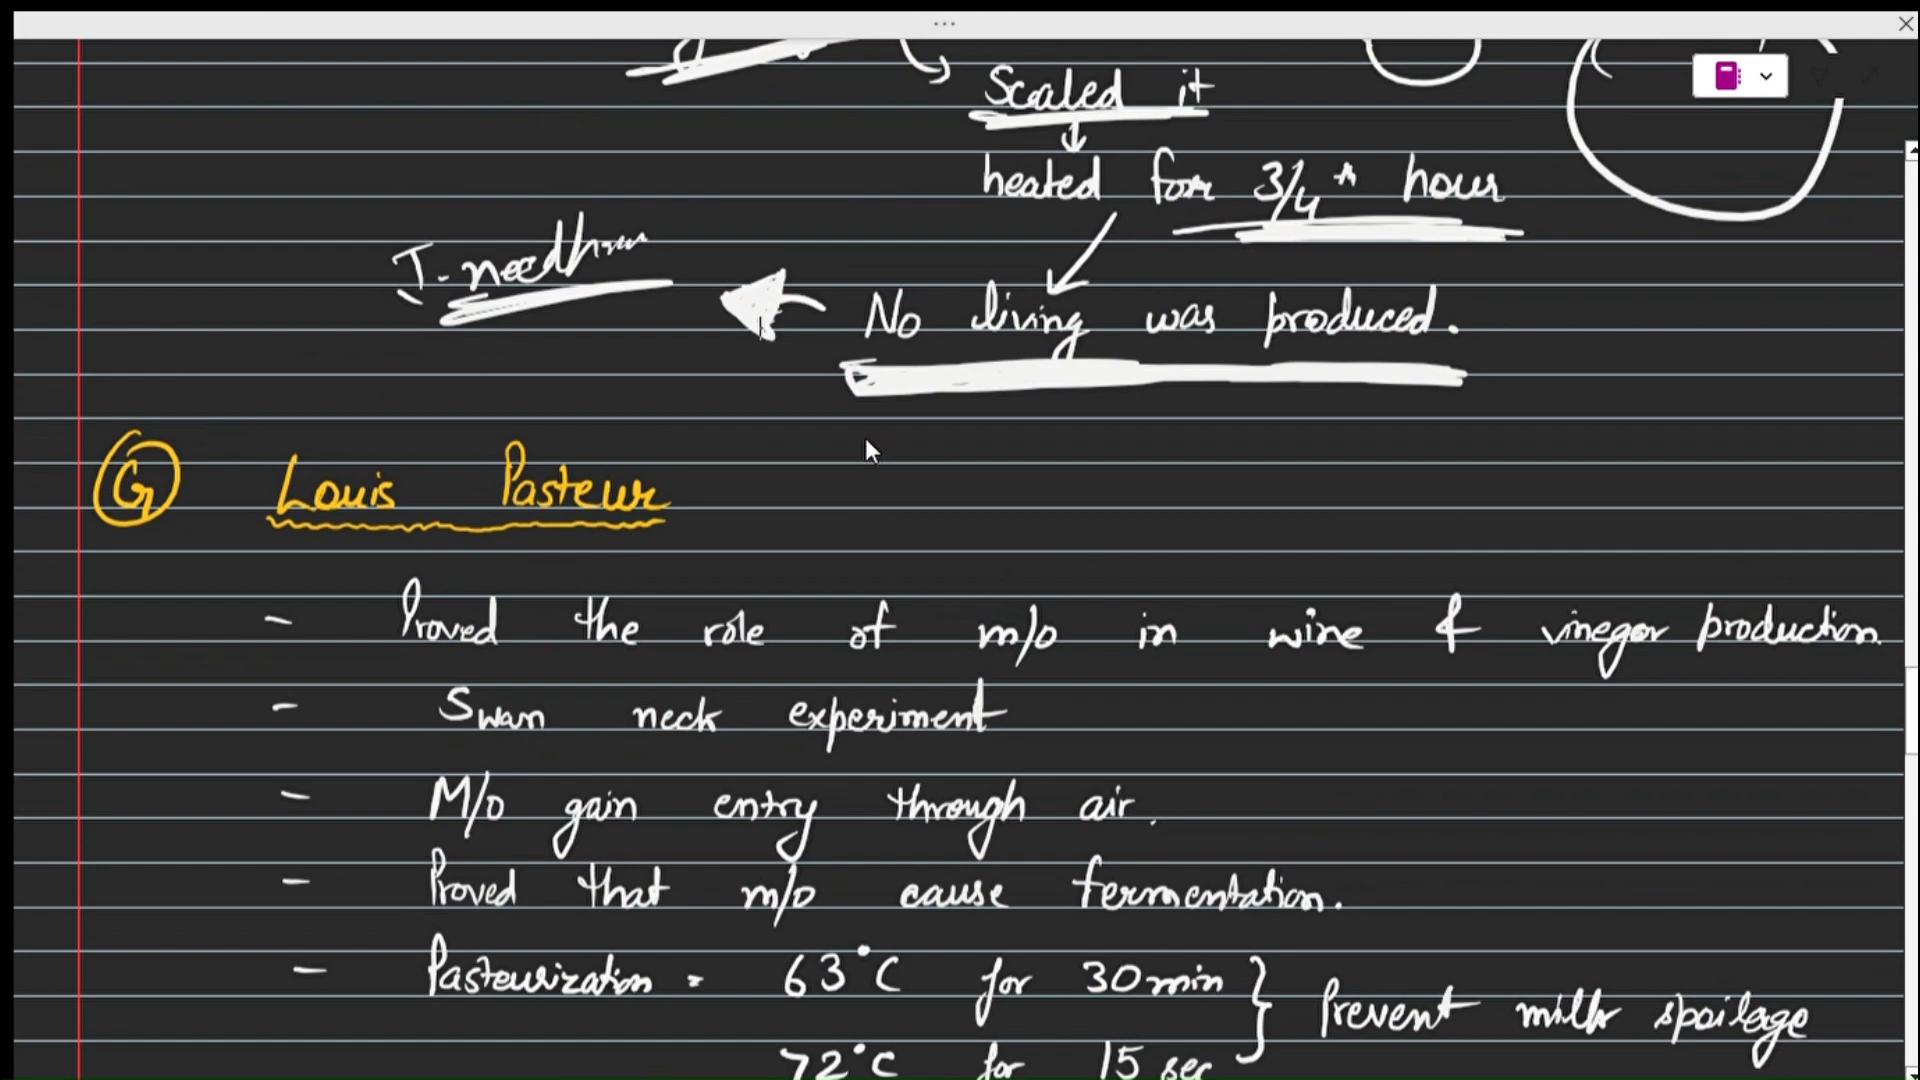 Sealed it
heated for 3/4 th hour
J. needham
No living was produced.
G Louis Pasteur
- Proved the role of m/o in wine & vinegar production
- Swan neck experiment
- M/o gain entry through air.
- Proved that m/o cause fermentation.
- Pasteurization = 63°C for 30min } Prevent milk spoilage
72°C for 15 sec